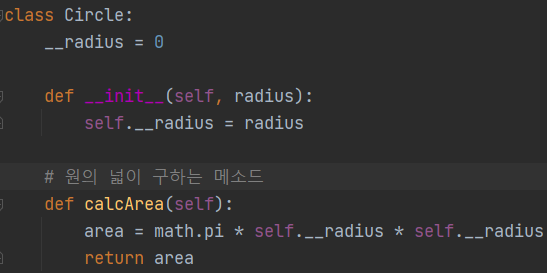 class Circle:
    __radius = 0
    def __init__(self, radius):
        self.__radius = radius
    # 원의 넓이 구하는 메소드
    def calcArea(self):
        area = math.pi * self.__radius * self.__radius
        return area